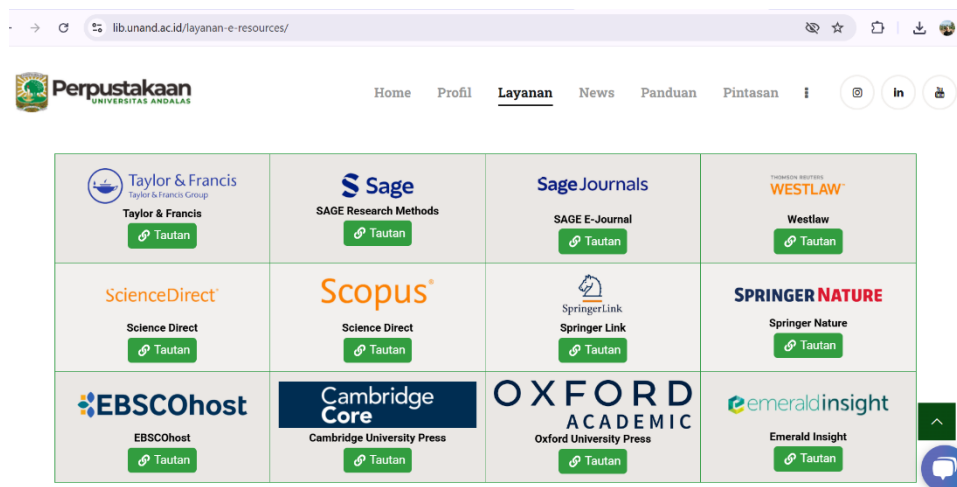 lib.unand.ac.id/layanan-e-resources/
Perpustakaan
UNIVERSITAS ANDALAS
Home Profil Layanan News Panduan Pintasan
in
Taylor & Francis
Taylor & Francis Group
Taylor & Francis
Tautan
Sage
SAGE Research Methods
Tautan
Sage Journals
SAGE E-Journal
Tautan
THOMSON REUTERS
WESTLAW
Westlaw
Tautan
ScienceDirect
Science Direct
Tautan
Scopus
Science Direct
Tautan
SpringerLink
Springer Link
Tautan
SPRINGER NATURE
Springer Nature
Tautan
EBSCOhost
EBSCOhost
Tautan
Cambridge
Core
Cambridge University Press
Tautan
OXFORD
ACADEMIC
Oxford University Press
Tautan
emeraldinsight
Emerald Insight
Tautan